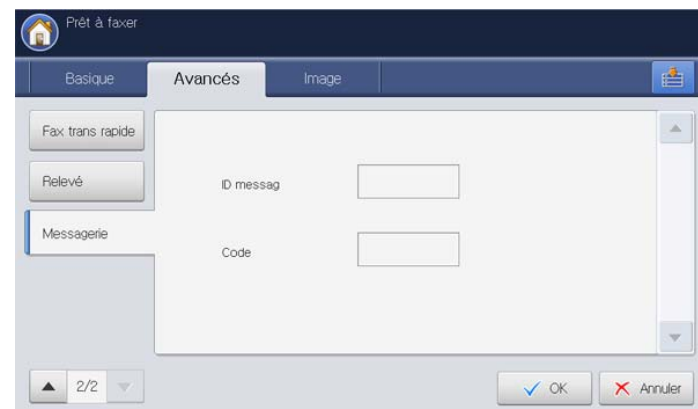 Prêt à faxer
Basique
Avancés
Image
Fax trans rapide
Relevé
Messagerie
ID messag
Code
2/2
OK
Annuler